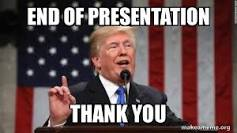 END OF PRESENTATION
THANK YOU
makeameme.org